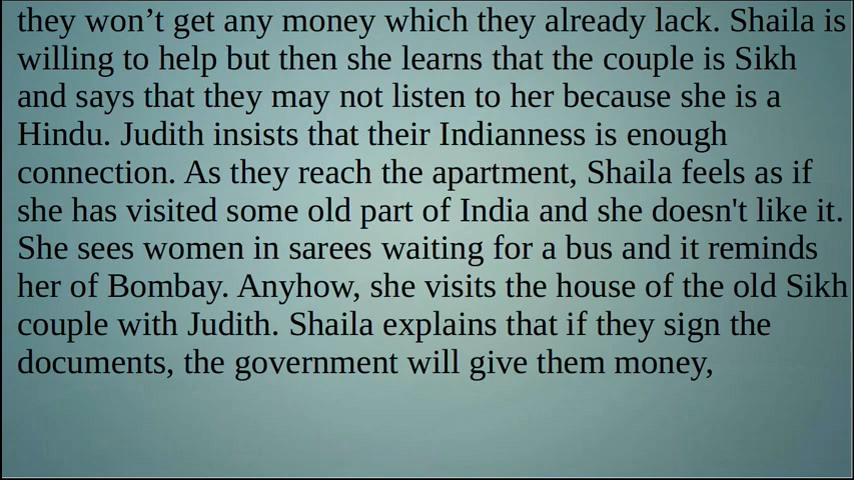 they won’t get any money which they already lack. Shaila is
willing to help but then she learns that the couple is Sikh
and says that they may not listen to her because she is a
Hindu. Judith insists that their Indianness is enough
connection. As they reach the apartment, Shaila feels as if
she has visited some old part of India and she doesn't like it.
She sees women in sarees waiting for a bus and it reminds
her of Bombay. Anyhow, she visits the house of the old Sikh
couple with Judith. Shaila explains that if they sign the
documents, the government will give them money,